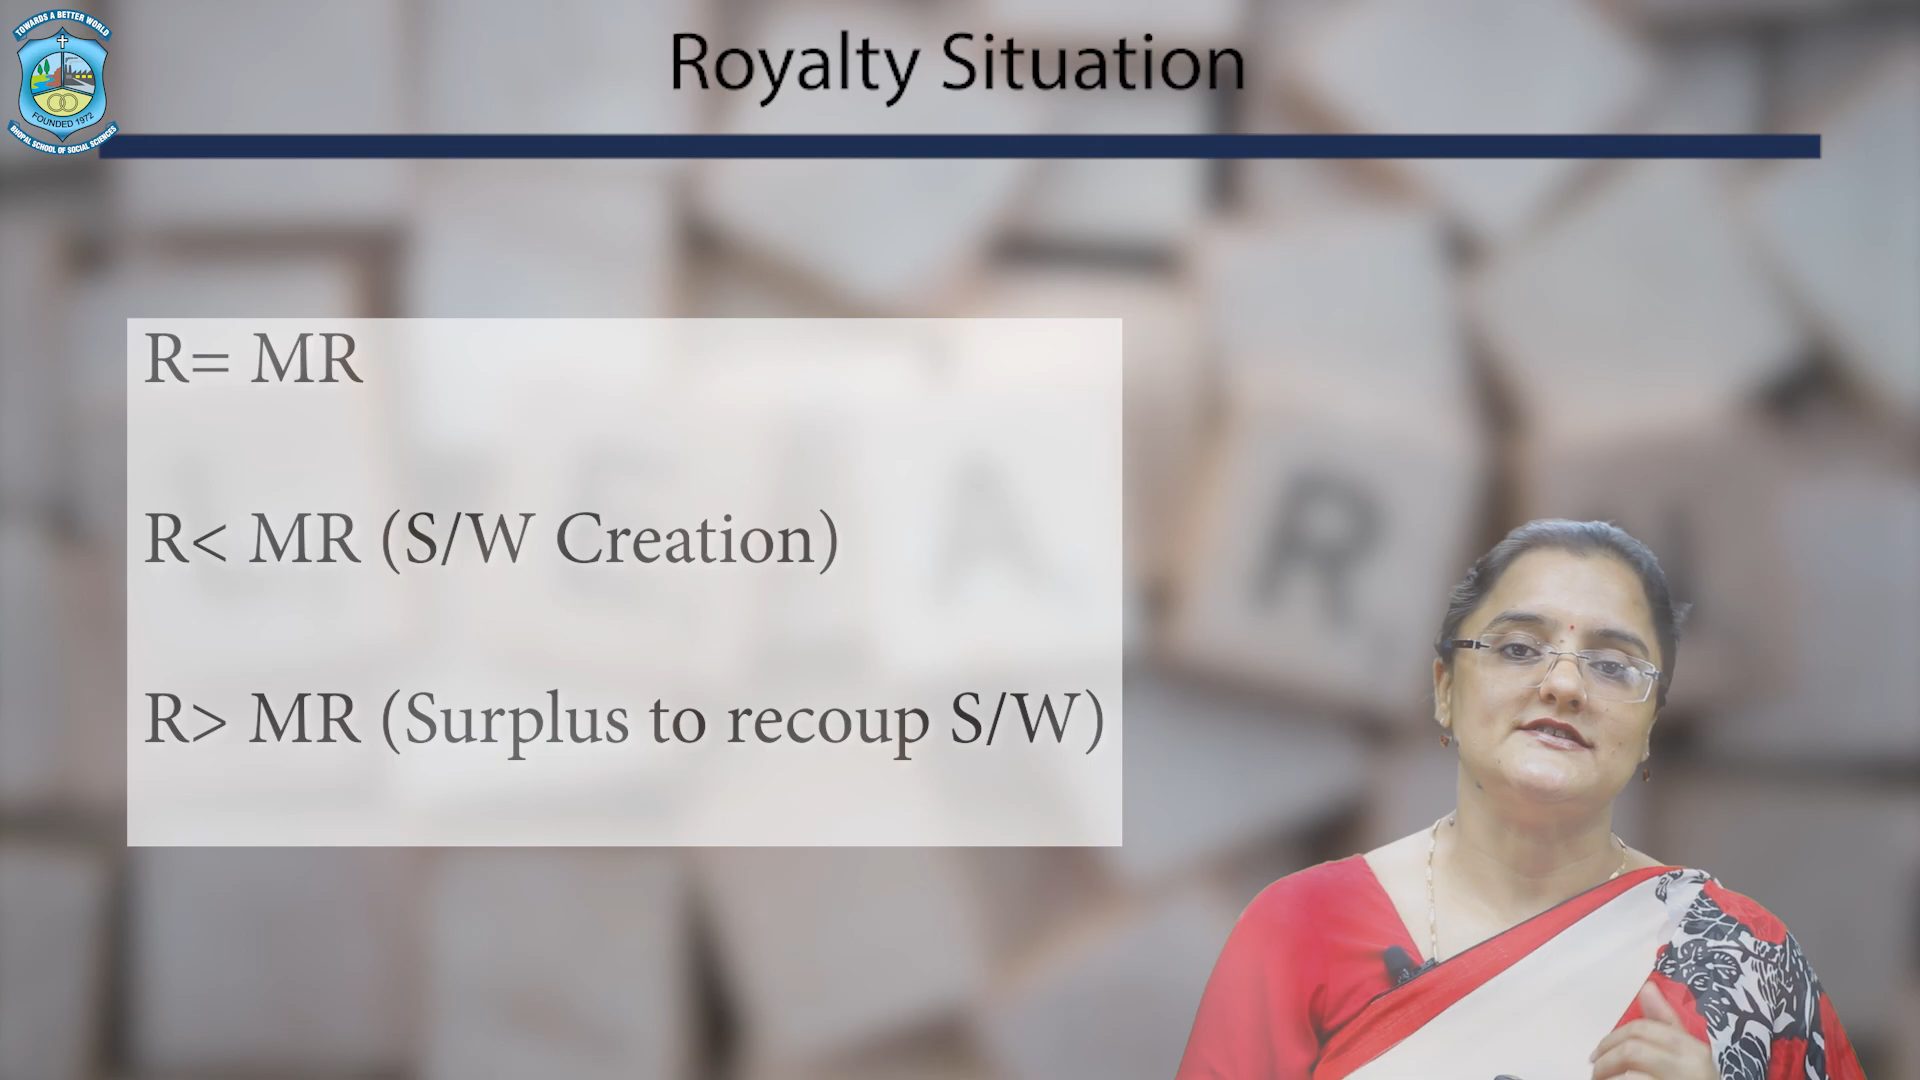 TOWARDS A BETTER WORLD
FOUNDED 1972
BHOPAL SCHOOL OF SOCIAL SCIENCES
Royalty Situation
R= MR
R< MR (S/W Creation)
R> MR (Surplus to recoup S/W)
R